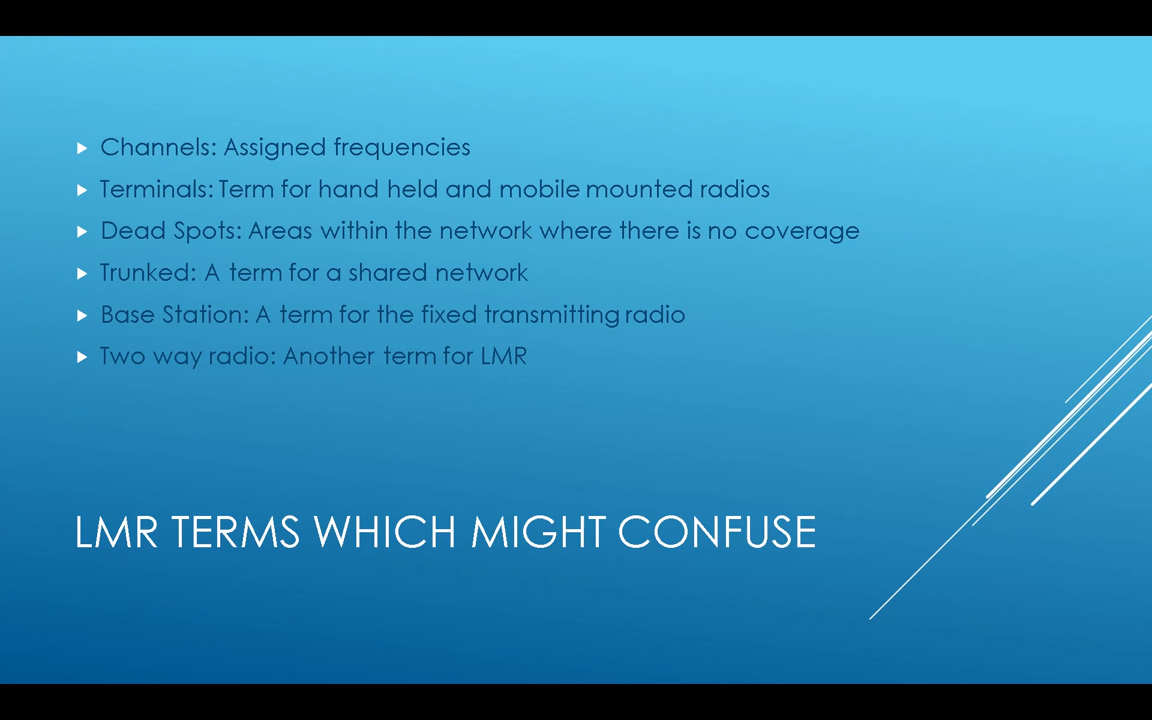 Channels: Assigned frequencies
Terminals: Term for hand held and mobile mounted radios
Dead Spots: Areas within the network where there is no coverage
Trunked: A term for a shared network
Base Station: A term for the fixed transmitting radio
Two way radio: Another term for LMR
LMR TERMS WHICH MIGHT CONFUSE